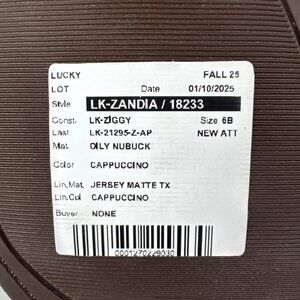 LUCKY FALL 25
LOT Date 01/10/2025
Style LK-ZANDIA / 18233
Const. LK-ZIGGY Size 6B
Last LK-21295-Z-AP NEW ATT
Mat. OILY NUBUCK
Color CAPPUCCINO
Lin.Mat. JERSEY MATTE TX
Lin.Col CAPPUCCINO
Buyer NONE